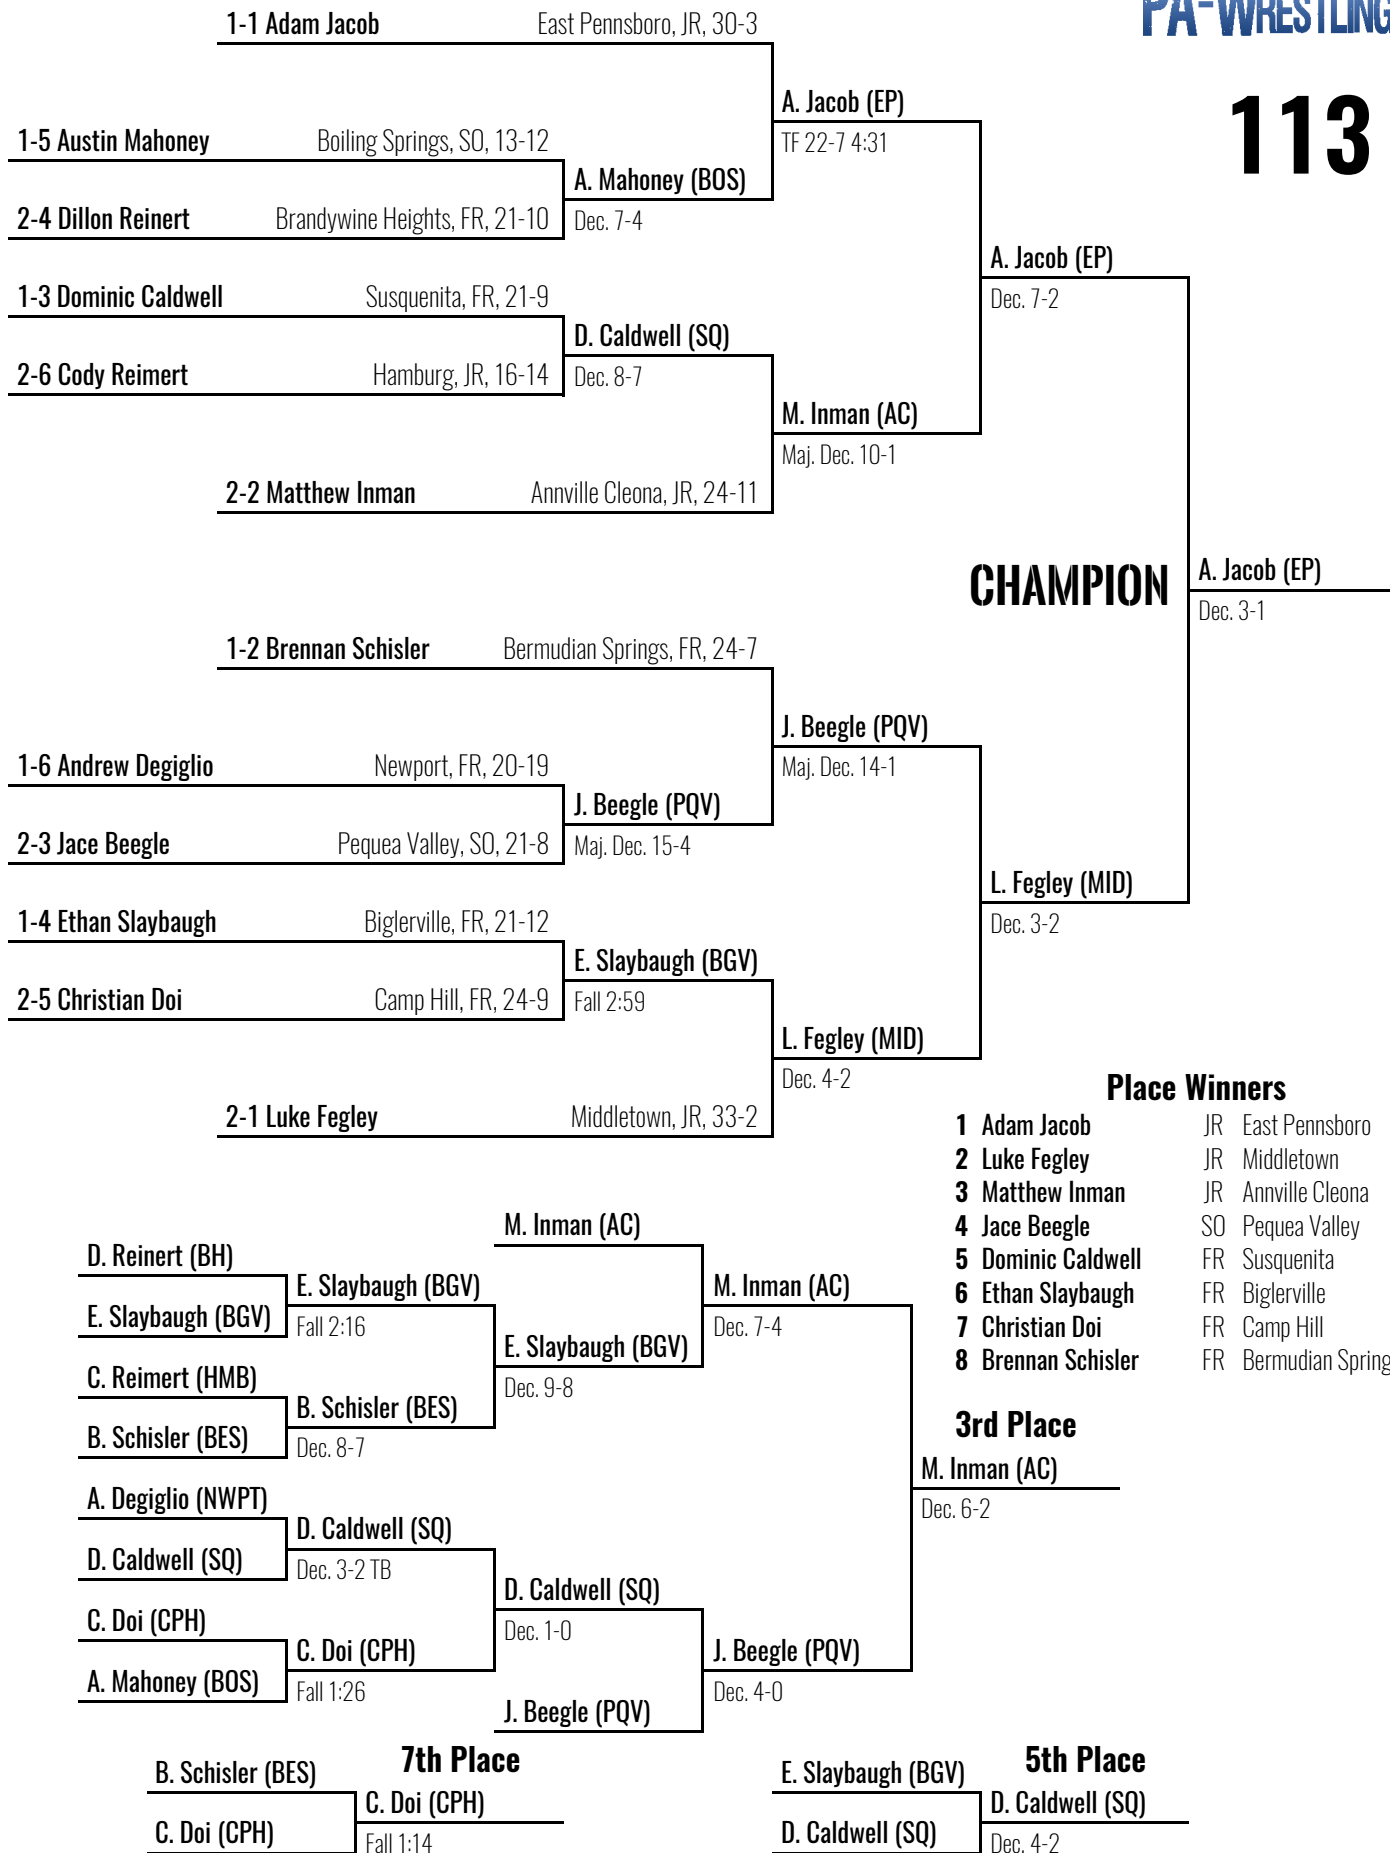 PA-WRESTLING
113
1-1 Adam Jacob East Pennsboro, JR, 30-3
A. Jacob (EP)
TF 22-7 4:31
1-5 Austin Mahoney Boiling Springs, SO, 13-12
A. Mahoney (BOS)
Dec. 7-4
2-4 Dillon Reinert Brandywine Heights, FR, 21-10
A. Jacob (EP)
Dec. 7-2
1-3 Dominic Caldwell Susquenita, FR, 21-9
D. Caldwell (SQ)
Dec. 8-7
2-6 Cody Reimert Hamburg, JR, 16-14
M. Inman (AC)
Maj. Dec. 10-1
2-2 Matthew Inman Annville Cleona, JR, 24-11
CHAMPION
A. Jacob (EP)
Dec. 3-1
1-2 Brennan Schisler Bermudian Springs, FR, 24-7
J. Beegle (PQV)
Maj. Dec. 14-1
1-6 Andrew Degiglio Newport, FR, 20-19
J. Beegle (PQV)
Maj. Dec. 15-4
2-3 Jace Beegle Pequea Valley, SO, 21-8
L. Fegley (MID)
Dec. 3-2
1-4 Ethan Slaybaugh Biglerville, FR, 21-12
E. Slaybaugh (BGV)
Fall 2:59
2-5 Christian Doi Camp Hill, FR, 24-9
L. Fegley (MID)
Dec. 4-2
2-1 Luke Fegley Middletown, JR, 33-2
Place Winners
1 Adam Jacob JR East Pennsboro
2 Luke Fegley JR Middletown
3 Matthew Inman JR Annville Cleona
4 Jace Beegle SO Pequea Valley
5 Dominic Caldwell FR Susquenita
6 Ethan Slaybaugh FR Biglerville
7 Christian Doi FR Camp Hill
8 Brennan Schisler FR Bermudian Spring
M. Inman (AC)
D. Reinert (BH)
E. Slaybaugh (BGV)
Fall 2:16
E. Slaybaugh (BGV)
M. Inman (AC)
Dec. 7-4
E. Slaybaugh (BGV)
Dec. 9-8
C. Reimert (HMB)
B. Schisler (BES)
Dec. 8-7
B. Schisler (BES)
3rd Place
M. Inman (AC)
Dec. 6-2
A. Degiglio (NWPT)
D. Caldwell (SQ)
Dec. 3-2 TB
D. Caldwell (SQ)
D. Caldwell (SQ)
Dec. 1-0
C. Doi (CPH)
C. Doi (CPH)
Fall 1:26
A. Mahoney (BOS)
J. Beegle (PQV)
Dec. 4-0
J. Beegle (PQV)
7th Place
B. Schisler (BES)
C. Doi (CPH)
Fall 1:14
C. Doi (CPH)
5th Place
E. Slaybaugh (BGV)
D. Caldwell (SQ)
Dec. 4-2
D. Caldwell (SQ)